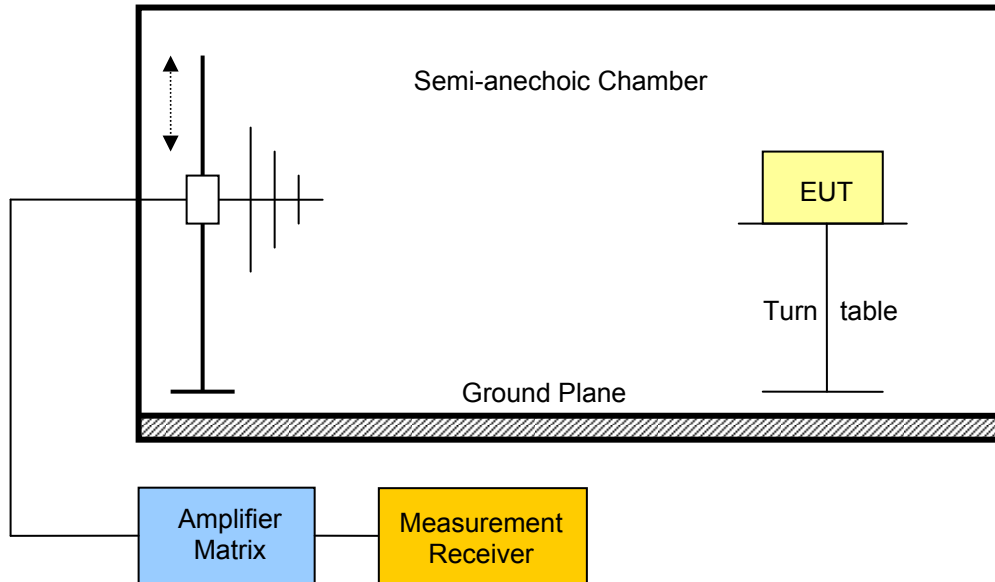 Semi-anechoic Chamber
EUT
Turn table
Ground Plane
Amplifier
Matrix
Measurement
Receiver